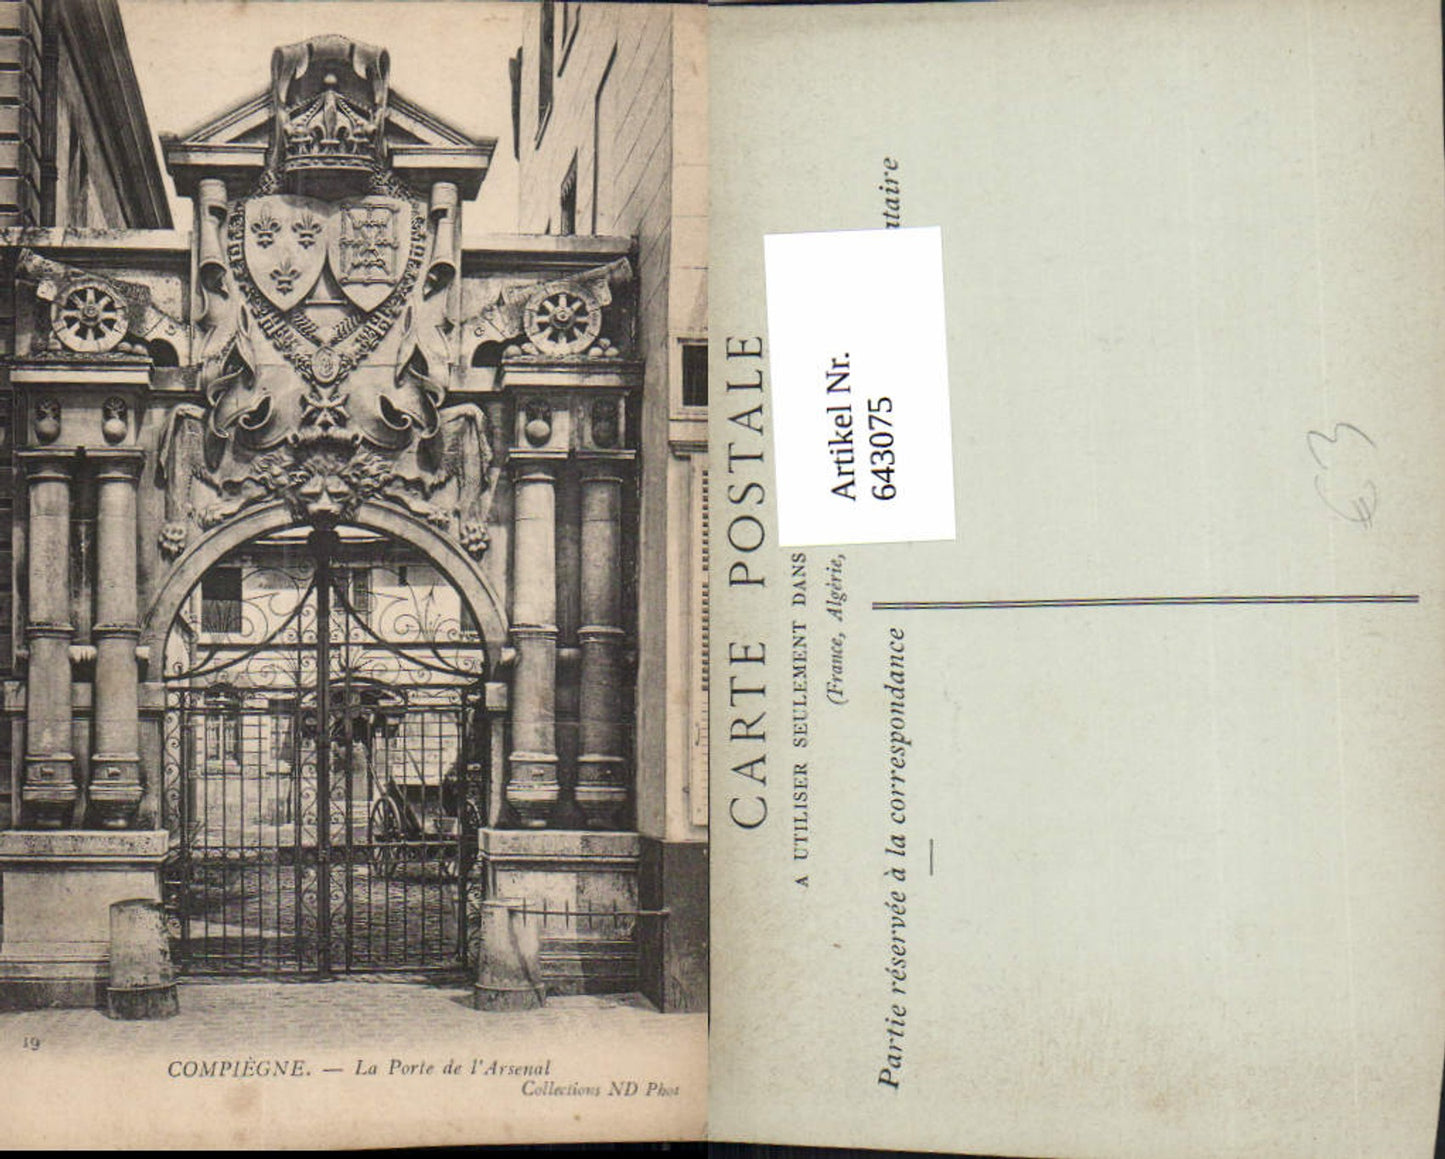 19
COMPIÈGNE. — La Porte de l'Arsenal
Collections ND Phot
CARTE POSTALE
A UTILISER SEULEMENT DANS
(France, Algérie,
Partie réservée à la correspondance
ataire
Artikel Nr.
643075